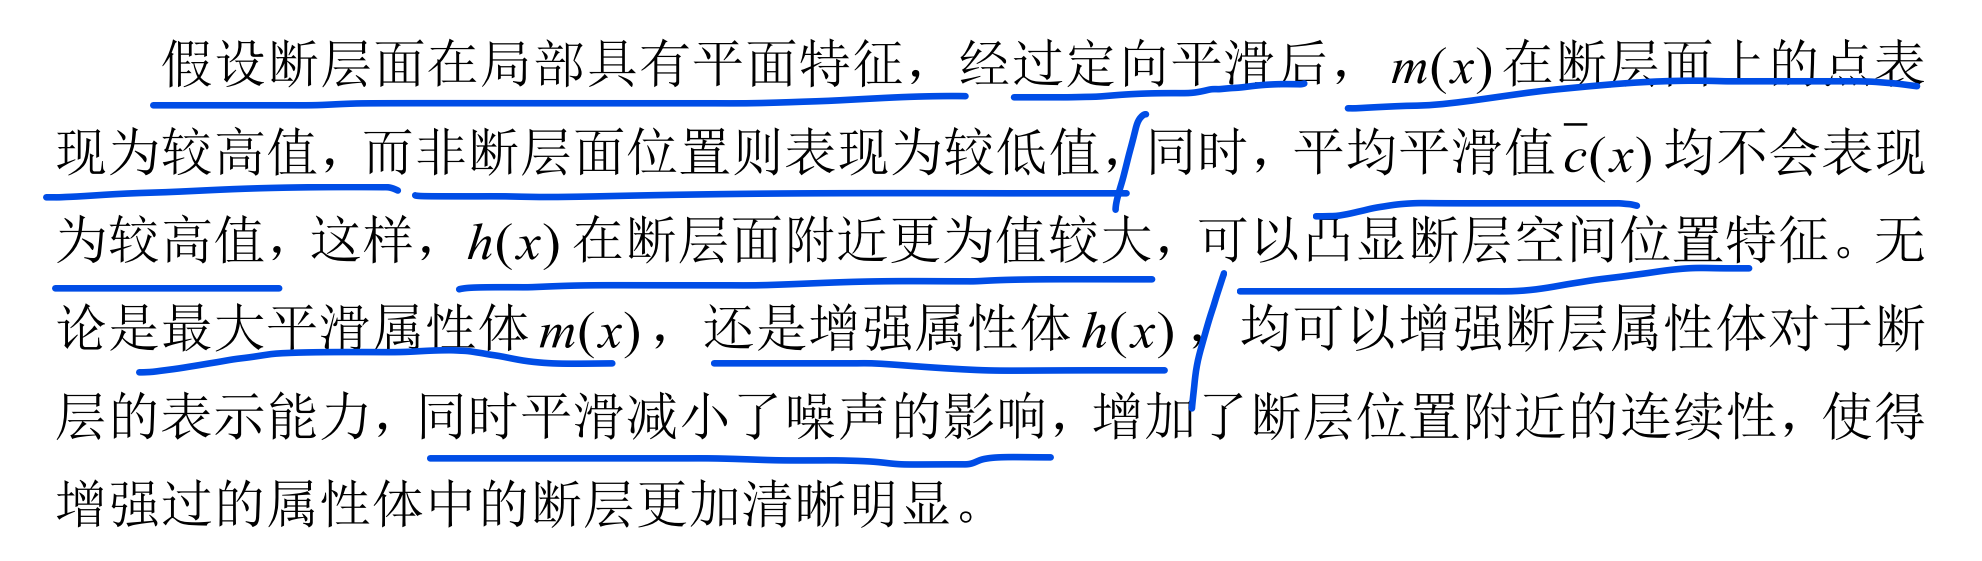 假设断层面在局部具有平面特征，经过定向平滑后，m(x)在断层面上的点表
现为较高值，而非断层面位置则表现为较低值，同时，平均平滑值c̄(x)均不会表现
为较高值，这样，h(x)在断层面附近更为值较大，可以凸显断层空间位置特征。无
论是最大平滑属性体m(x)，还是增强属性体h(x)，均可以增强断层属性体对于断
层的表示能力，同时平滑减小了噪声的影响，增加了断层位置附近的连续性，使得
增强过的属性体中的断层更加清晰明显。